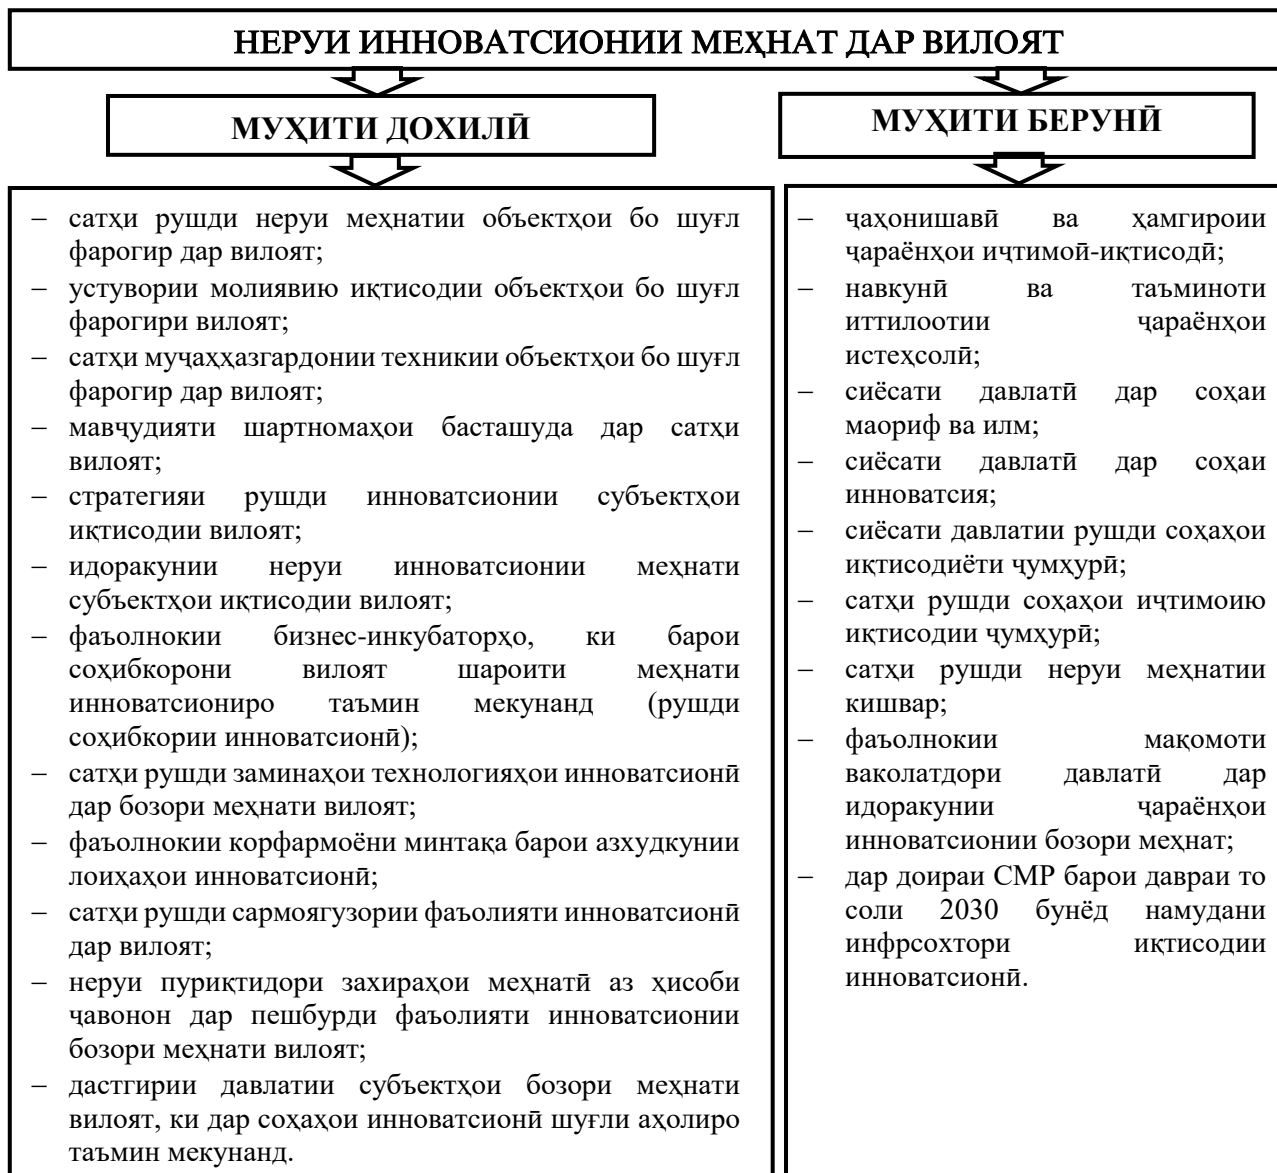 НЕРУИ ИННОВАТСИОНИИ МЕҲНАТ ДАР ВИЛОЯТ
МУҲИТИ ДОХИЛӢ
– сатҳи рушди неруи меҳнатии объектҳои бо шуғл
фарогир дар вилоят;
– устувории молиявию иқтисодии объектҳои бо шуғл
фарогири вилоят;
– сатҳи муҷаҳҳазгардонии техникии объектҳои бо шуғл
фарогир дар вилоят;
– мавҷудияти шартномаҳои басташуда дар сатҳи
вилоят;
– стратегияи рушди инноватсионии субъектҳои
иқтисодии вилоят;
– идоракунии неруи инноватсионии меҳнати
субъектҳои иқтисодии вилоят;
– фаъолнокии бизнес-инкубаторҳо, ки барои
соҳибкорони вилоят шароити меҳнати
инноватсиониро таъмин мекунанд (рушди
соҳибкории инноватсионӣ);
– сатҳи рушди заминаҳои технологияҳои инноватсионӣ
дар бозори меҳнати вилоят;
– фаъолнокии корфармоёни минтақа барои азхудкунии
лоиҳаҳои инноватсионӣ;
– сатҳи рушди сармоягузории фаъолияти инноватсионӣ
дар вилоят;
– неруи пуриқтидори захираҳои меҳнатӣ аз ҳисоби
ҷавонон дар пешбурди фаъолияти инноватсионии
бозори меҳнати вилоят;
– дастгирии давлатии субъектҳои бозори меҳнати
вилоят, ки дар соҳаҳои инноватсионӣ шуғли аҳолиро
таъмин мекунанд.
МУҲИТИ БЕРУНӢ
– ҷаҳонишавӣ ва ҳамгироии
ҷараёнҳои иҷтимоӣ-иқтисодӣ;
– навкунӣ ва таъминоти
иттилоотии ҷараёнҳои
истеҳсолӣ;
– сиёсати давлатӣ дар соҳаи
маориф ва илм;
– сиёсати давлатӣ дар соҳаи
инноватсия;
– сиёсати давлатии рушди соҳаҳои
иқтисодиёти ҷумҳурӣ;
– сатҳи рушди соҳаҳои иҷтимоию
иқтисодии ҷумҳурӣ;
– сатҳи рушди неруи меҳнатии
кишвар;
– фаъолнокии мақомоти
ваколатдори давлатӣ дар
идоракунии ҷараёнҳои
инноватсионии бозори меҳнат;
– дар доираи СМР барои давраи то
соли 2030 бунёд намудани
инфрсохтори иқтисодии
инноватсионӣ.